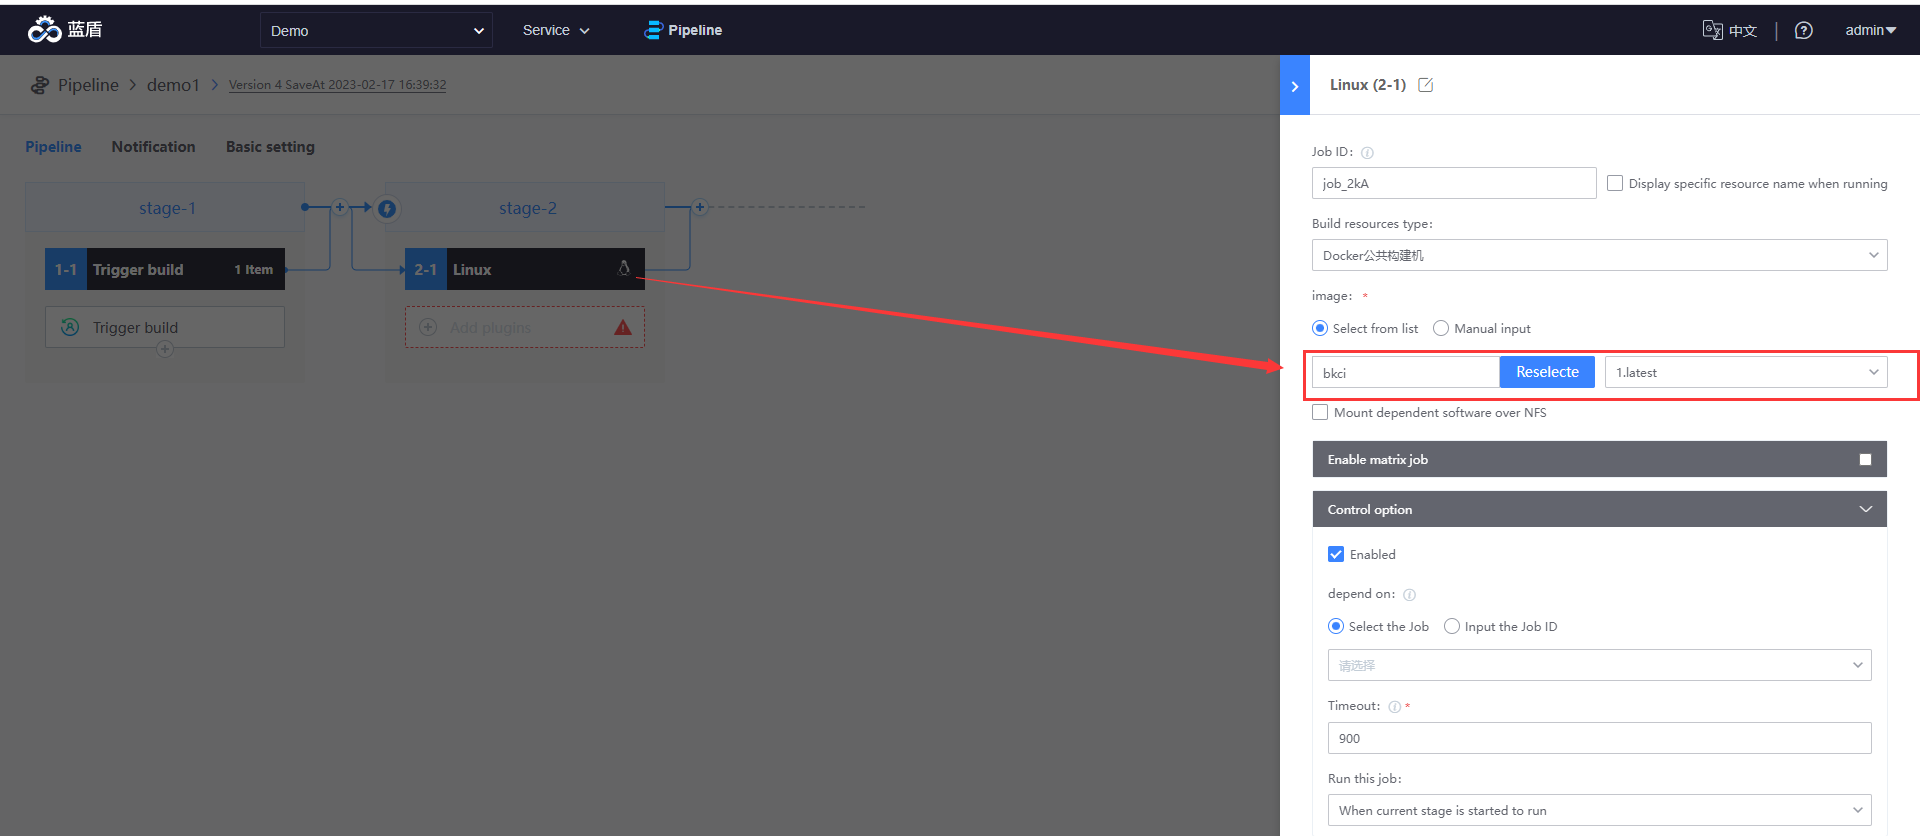 蓝盾
Demo
Service
Pipeline
中文
admin
Pipeline
demo1
Version 4 SaveAt 2023-02-17 16:39:32
Pipeline
Notification
Basic setting
stage-1
1-1
Trigger build
1 Item
Trigger build
stage-2
2-1
Linux
Add plugins
Linux (2-1)
Job ID:
job_2kA
Display specific resource name when running
Build resources type:
Docker公共构建机
image: *
Select from list
Manual input
bkci
Reselecte
1.latest
Mount dependent software over NFS
Enable matrix job
Control option
Enabled
depend on:
Select the Job
Input the Job ID
请选择
Timeout: *
900
Run this job:
When current stage is started to run